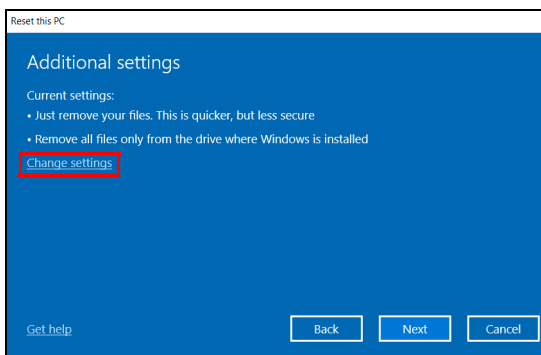 Reset this PC
Additional settings
Current settings:
• Just remove your files. This is quicker, but less secure
• Remove all files only from the drive where Windows is installed
Change settings
Get help
Back
Next
Cancel